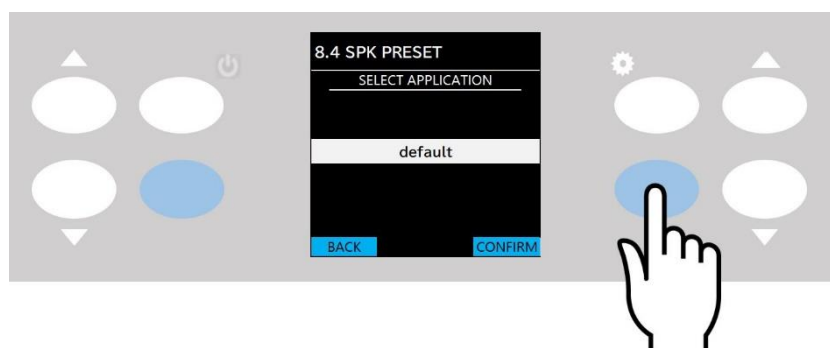 8.4 SPK PRESET
SELECT APPLICATION
default
BACK CONFIRM